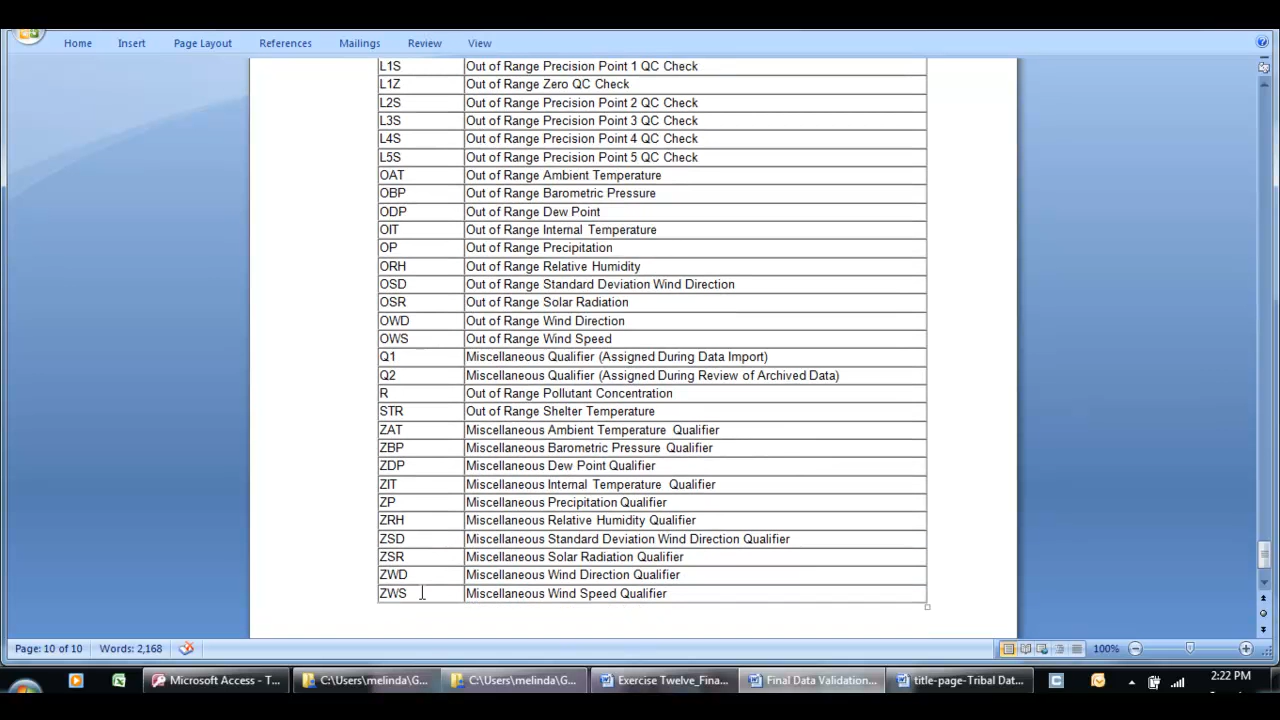 Home Insert Page Layout References Mailings Review View
L1S Out of Range Precision Point 1 QC Check
L1Z Out of Range Zero QC Check
L2S Out of Range Precision Point 2 QC Check
L3S Out of Range Precision Point 3 QC Check
L4S Out of Range Precision Point 4 QC Check
L5S Out of Range Precision Point 5 QC Check
OAT Out of Range Ambient Temperature
OBP Out of Range Barometric Pressure
ODP Out of Range Dew Point
OIT Out of Range Internal Temperature
OP Out of Range Precipitation
ORH Out of Range Relative Humidity
OSD Out of Range Standard Deviation Wind Direction
OSR Out of Range Solar Radiation
OWD Out of Range Wind Direction
OWS Out of Range Wind Speed
Q1 Miscellaneous Qualifier (Assigned During Data Import)
Q2 Miscellaneous Qualifier (Assigned During Review of Archived Data)
R Out of Range Pollutant Concentration
STR Out of Range Shelter Temperature
ZAT Miscellaneous Ambient Temperature Qualifier
ZBP Miscellaneous Barometric Pressure Qualifier
ZDP Miscellaneous Dew Point Qualifier
ZIT Miscellaneous Internal Temperature Qualifier
ZP Miscellaneous Precipitation Qualifier
ZRH Miscellaneous Relative Humidity Qualifier
ZSD Miscellaneous Standard Deviation Wind Direction Qualifier
ZSR Miscellaneous Solar Radiation Qualifier
ZWD Miscellaneous Wind Direction Qualifier
ZWS Miscellaneous Wind Speed Qualifier
Page: 10 of 10 Words: 2,168 100%
Microsoft Access - T... C:\Users\melinda\G... C:\Users\melinda\G... Exercise Twelve_Fina... Final Data Validation... title-page-Tribal Dat... 2:22 PM